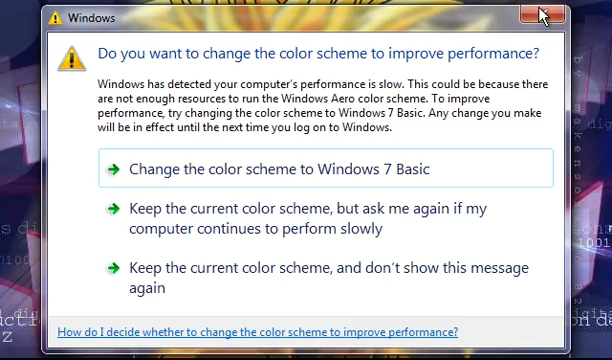 Windows
Do you want to change the color scheme to improve performance?
Windows has detected your computer's performance is slow. This could be because there
are not enough resources to run the Windows Aero color scheme. To improve
performance, try changing the color scheme to Windows 7 Basic. Any change you make
will be in effect until the next time you log on to Windows.
Change the color scheme to Windows 7 Basic
Keep the current color scheme, but ask me again if my
computer continues to perform slowly
Keep the current color scheme, and don't show this message
again
How do I decide whether to change the color scheme to improve performance?